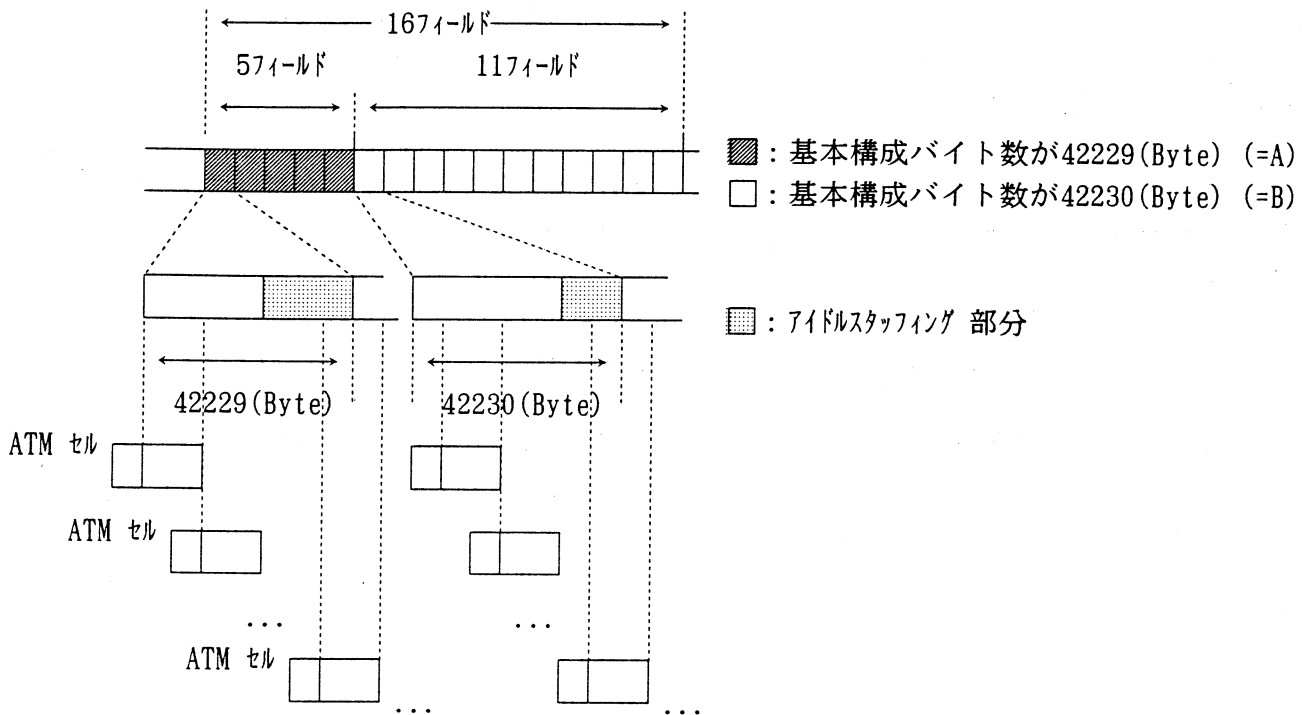 16フィールド
5フィールド
11フィールド
：基本構成バイト数が42229(Byte) (=A)
：基本構成バイト数が42230(Byte) (=B)
：アイドルスタッフィング 部分
42229(Byte)
42230(Byte)
ATM セル
ATM セル
...
...
ATM セル
...
...